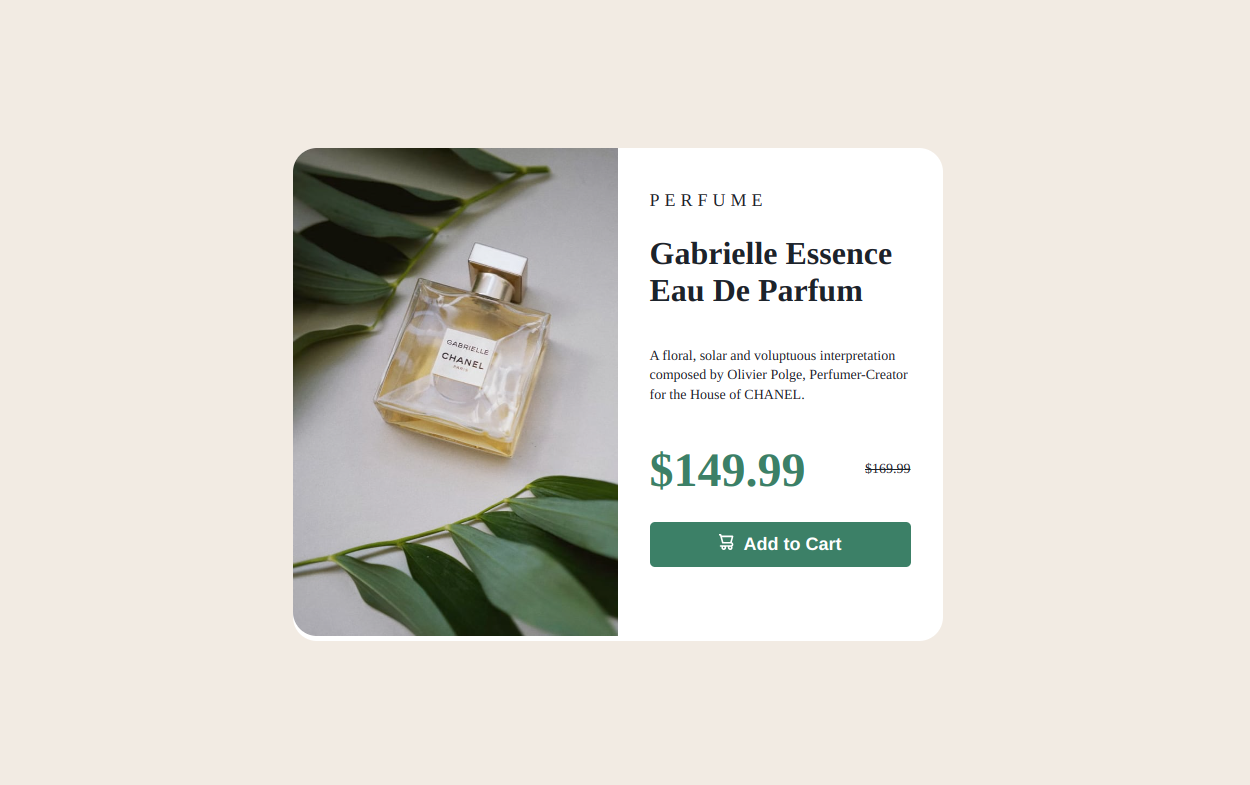 GABRIELLE
CHANEL
PARIS
PERFUME
Gabrielle Essence
Eau De Parfum
A floral, solar and voluptuous interpretation
composed by Olivier Polge, Perfumer-Creator
for the House of CHANEL.
$149.99
$169.99
Add to Cart